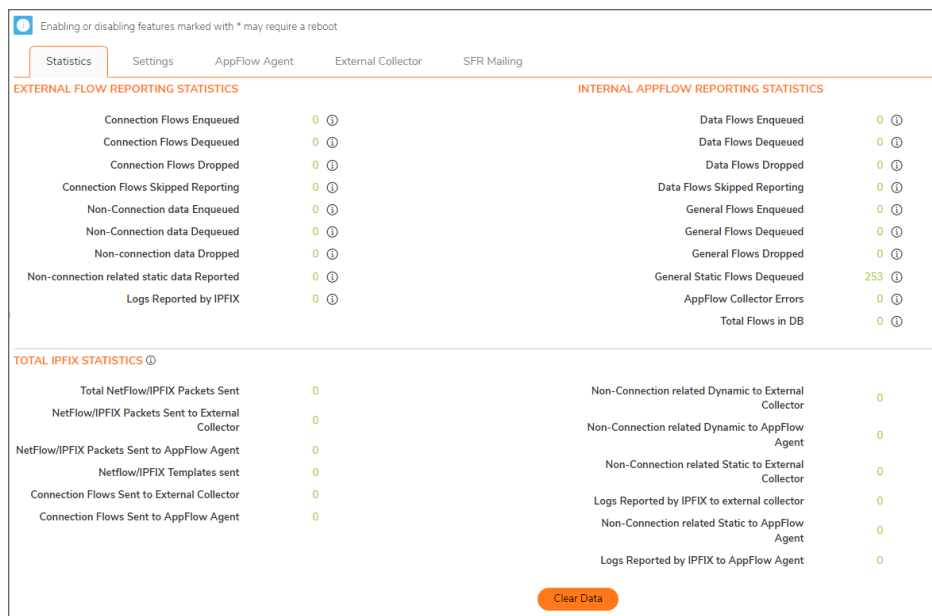 Enabling or disabling features marked with * may require a reboot
Statistics Settings AppFlow Agent External Collector SFR Mailing
EXTERNAL FLOW REPORTING STATISTICS
Connection Flows Enqueued 0
Connection Flows Dequeued 0
Connection Flows Dropped 0
Connection Flows Skipped Reporting 0
Non-Connection data Enqueued 0
Non-Connection data Dequeued 0
Non-connection data Dropped 0
Non-connection related static data Reported 0
Logs Reported by IPFIX 0
INTERNAL APPFLOW REPORTING STATISTICS
Data Flows Enqueued 0
Data Flows Dequeued 0
Data Flows Dropped 0
Data Flows Skipped Reporting 0
General Flows Enqueued 0
General Flows Dequeued 0
General Flows Dropped 0
General Static Flows Dequeued 253
AppFlow Collector Errors 0
Total Flows in DB 0
TOTAL IPFIX STATISTICS
Total NetFlow/IPFIX Packets Sent 0
NetFlow/IPFIX Packets Sent to External
Collector 0
NetFlow/IPFIX Packets Sent to AppFlow Agent 0
Netflow/IPFIX Templates sent 0
Connection Flows Sent to External Collector 0
Connection Flows Sent to AppFlow Agent 0
Non-Connection related Dynamic to External
Collector 0
Non-Connection related Dynamic to AppFlow
Agent 0
Non-Connection related Static to External
Collector 0
Logs Reported by IPFIX to external collector 0
Non-Connection related Static to AppFlow
Agent 0
Logs Reported by IPFIX to AppFlow Agent 0
Clear Data